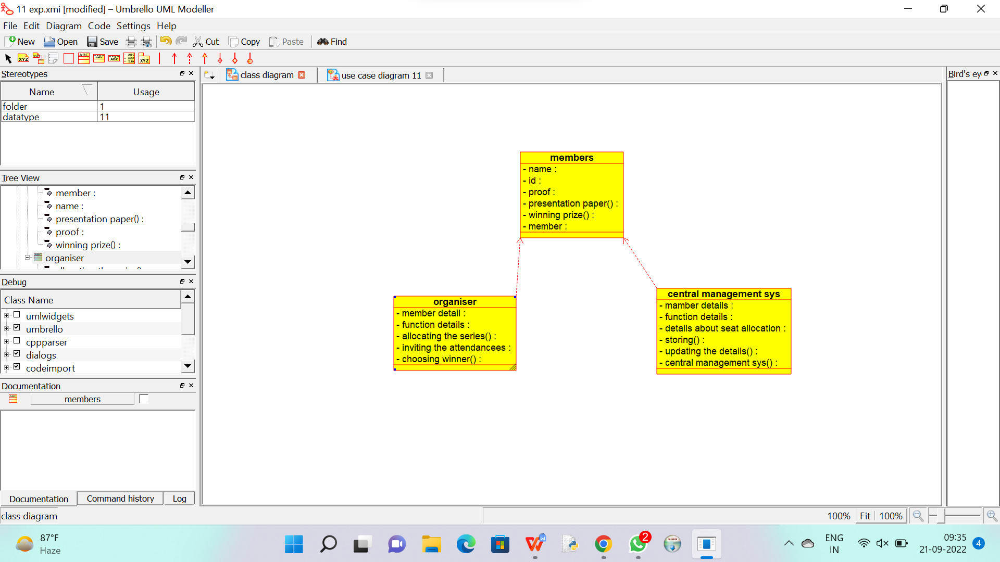 11 exp.xmi [modified] – Umbrello UML Modeller
File Edit Diagram Code Settings Help
New Open Save Cut Copy Paste Find
Stereotypes
Name Usage
folder 1
datatype 11
Tree View
member :
name :
presentation paper() :
proof :
winning prize() :
organiser
Debug
Class Name
umlwidgets
umbrello
cppparser
dialogs
codeimport
Documentation
members
Documentation Command history Log
class diagram use case diagram 11
Bird's ey
members
- name :
- id :
- proof :
- presentation paper() :
- winning prize() :
- member :
organiser
- member detail :
- function details :
- allocating the series() :
- inviting the attendancees :
- choosing winner() :
central management sys
- mamber details :
- function details :
- details about seat allocation :
- storing() :
- updating the details() :
- central management sys() :
class diagram
100% Fit 100%
87°F
Haze
2
ENG
IN
09:35
21-09-2022
4